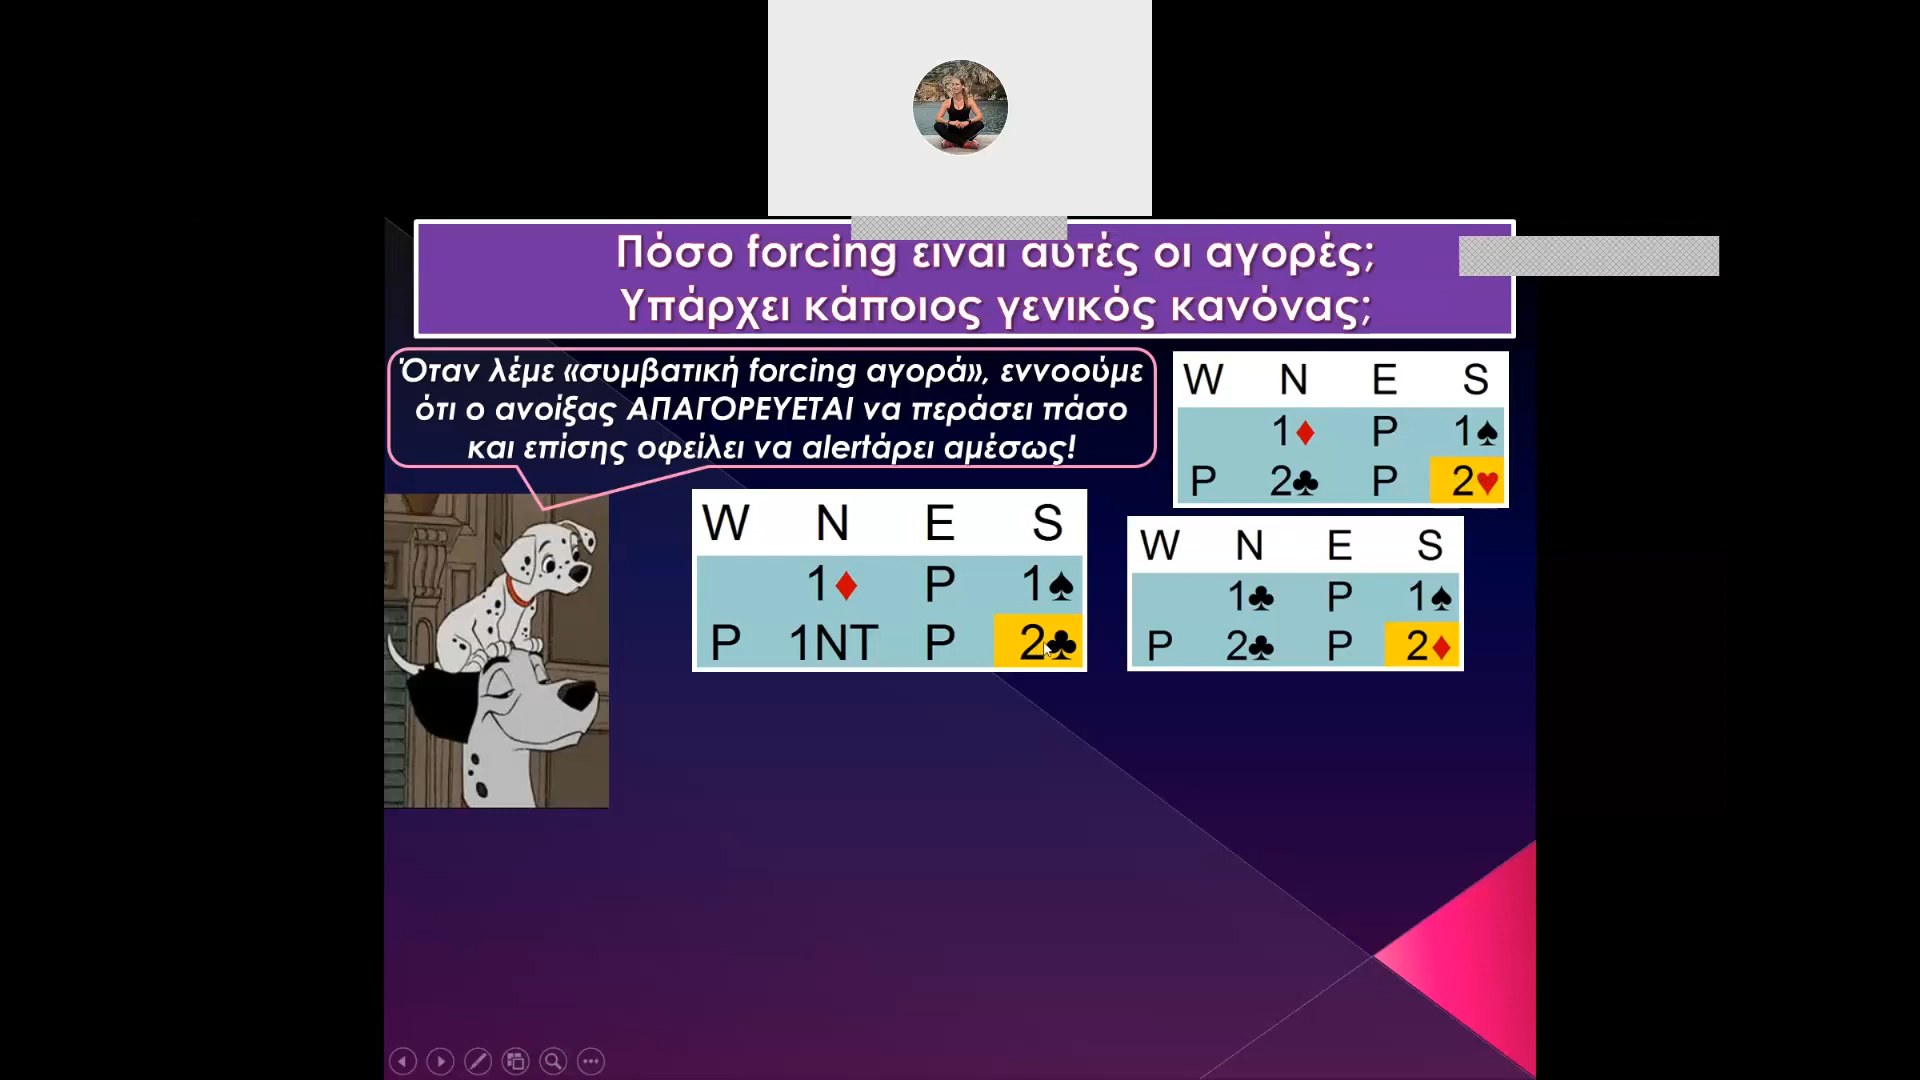 Πόσο forcing είναι αυτές οι αγορές;
Υπάρχει κάποιος γενικός κανόνας;
Όταν λέμε «συμβατική forcing αγορά», εννοούμε
ότι ο ανοίξας ΑΠΑΓΟΡΕΥΕΤΑΙ να περάσει πάσο
και επίσης οφείλει να alertάρει αμέσως!
W N E S
1♦ P 1♠
P 2♣ P 2♥
W N E S
1♦ P 1♠
P 1NT P 2♣
W N E S
1♣ P 1♠
P 2♣ P 2♦